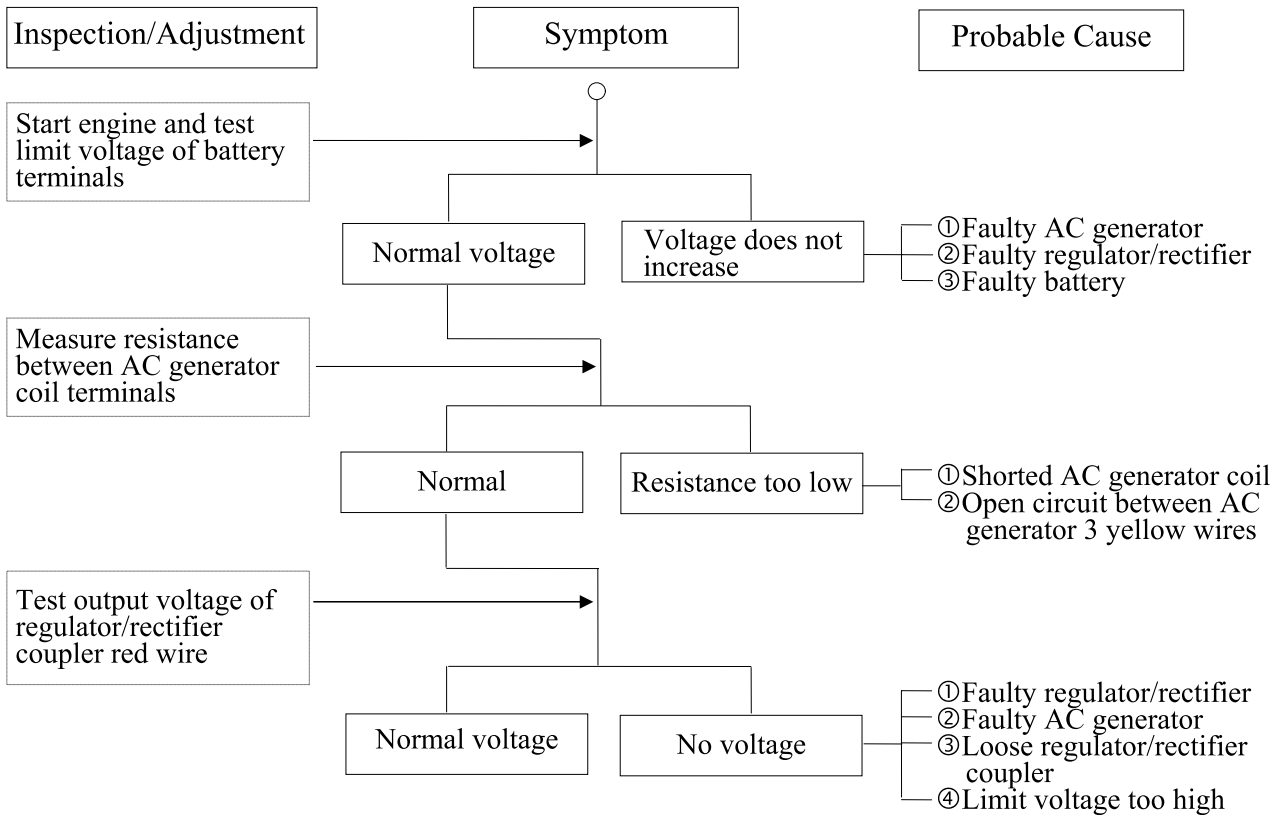 Inspection/Adjustment
Symptom
Probable Cause
Start engine and test
limit voltage of battery
terminals
Normal voltage
Voltage does not
increase
①Faulty AC generator
②Faulty regulator/rectifier
③Faulty battery
Measure resistance
between AC generator
coil terminals
Normal
Resistance too low
①Shorted AC generator coil
②Open circuit between AC
generator 3 yellow wires
Test output voltage of
regulator/rectifier
coupler red wire
Normal voltage
No voltage
①Faulty regulator/rectifier
②Faulty AC generator
③Loose regulator/rectifier
coupler
④Limit voltage too high